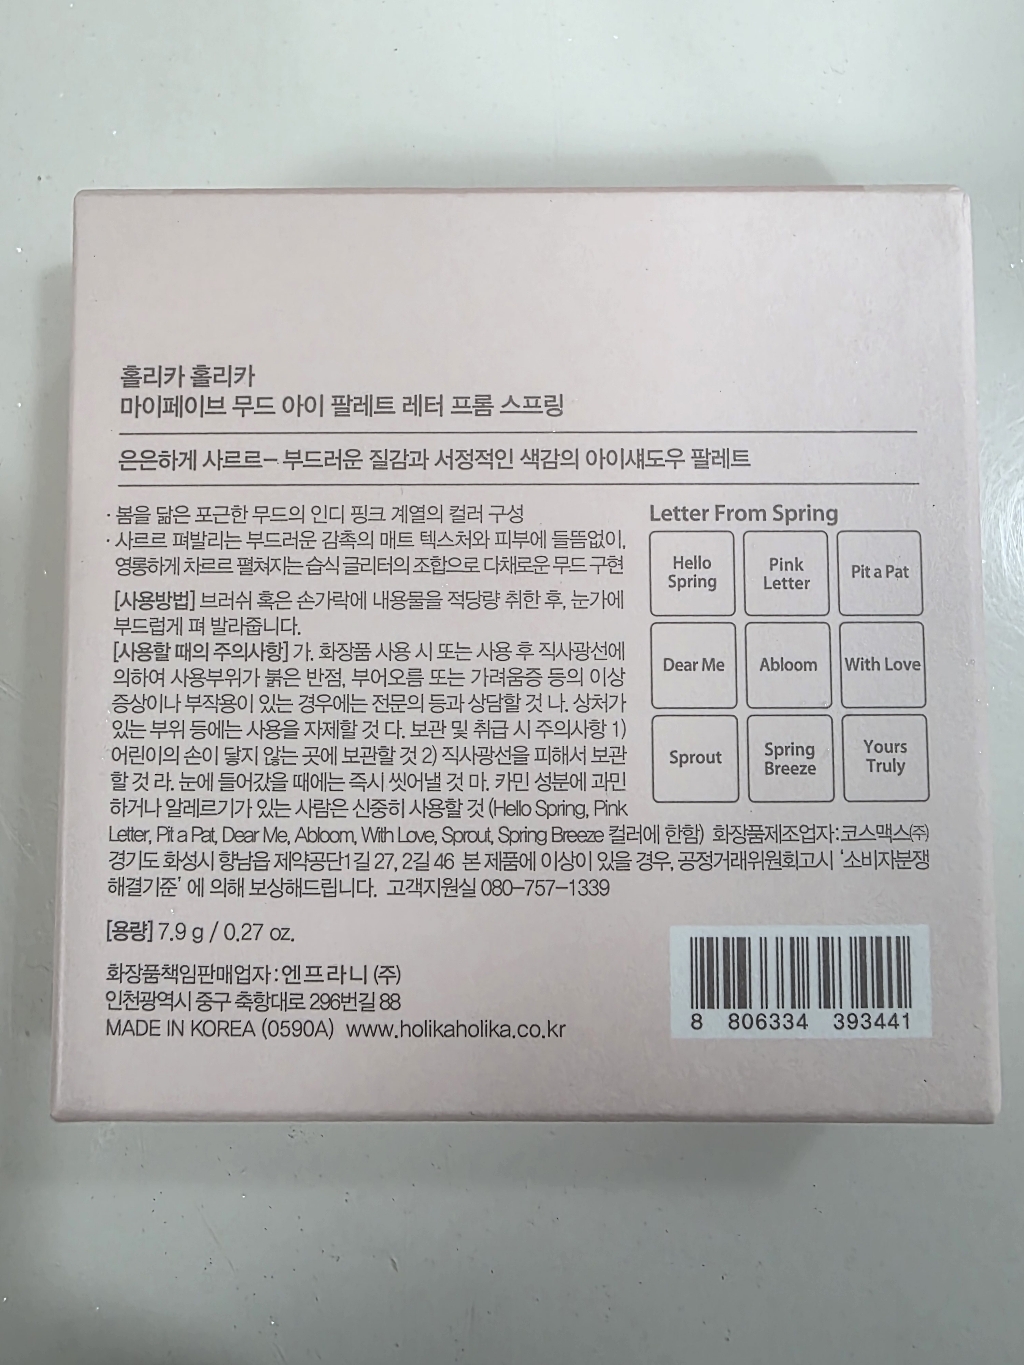 홀리카 홀리카
마이페이브 무드 아이 팔레트 레터 프롬 스프링
은은하게 사르르– 부드러운 질감과 서정적인 색감의 아이섀도우 팔레트
· 봄을 닮은 포근한 무드의 인디 핑크 계열의 컬러 구성
· 사르르 펴발리는 부드러운 감촉의 매트 텍스처와 피부에 들뜸없이,
영롱하게 차르르 펼쳐지는 습식 글리터의 조합으로 다채로운 무드 구현
[사용방법] 브러쉬 혹은 손가락에 내용물을 적당량 취한 후, 눈가에
부드럽게 펴 발라줍니다.
[사용할 때의 주의사항] 가. 화장품 사용 시 또는 사용 후 직사광선에
의하여 사용부위가 붉은 반점, 부어오름 또는 가려움증 등의 이상
증상이나 부작용이 있는 경우에는 전문의 등과 상담할 것 나. 상처가
있는 부위 등에는 사용을 자제할 것 다. 보관 및 취급 시 주의사항 1)
어린이의 손이 닿지 않는 곳에 보관할 것 2) 직사광선을 피해서 보관
할 것 라. 눈에 들어갔을 때에는 즉시 씻어낼 것 마. 카민 성분에 과민
하거나 알레르기가 있는 사람은 신중히 사용할 것 (Hello Spring, Pink
Letter, Pit a Pat, Dear Me, Abloom, With Love, Sprout, Spring Breeze 컬러에 한함) 화장품제조업자:코스맥스㈜
경기도 화성시 향남읍 제약공단1길 27, 2길 46 본 제품에 이상이 있을 경우, 공정거래위원회고시 '소비자분쟁
해결기준' 에 의해 보상해드립니다. 고객지원실 080–757–1339
Letter From Spring
Hello
Spring
Pink
Letter
Pit a Pat
Dear Me
Abloom
With Love
Sprout
Spring
Breeze
Yours
Truly
[용량] 7.9 g / 0.27 oz.
화장품책임판매업자:엔프라니 (주)
인천광역시 중구 축항대로 296번길 88
MADE IN KOREA (0590A) www.holikaholika.co.kr
8 806334 393441